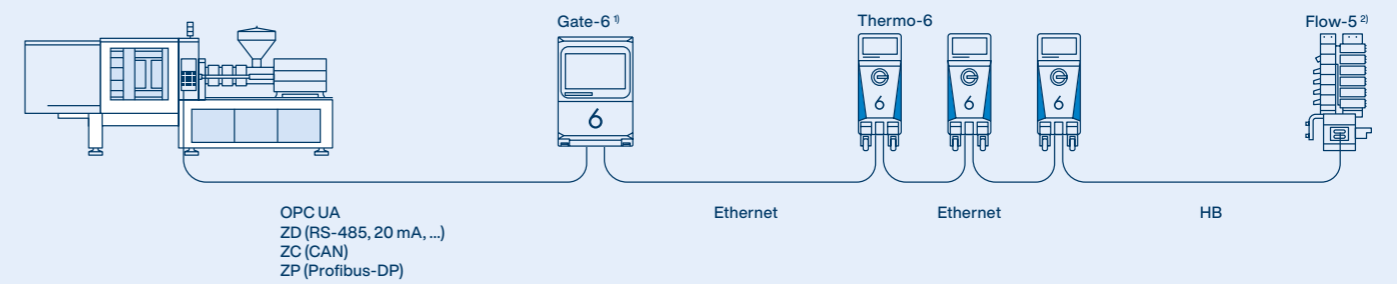 Gate-6 1)
Thermo-6
Flow-5 2)
6
6
6
6
OPC UA
ZD (RS-485, 20 mA, ...)
ZC (CAN)
ZP (Profibus-DP)
Ethernet
Ethernet
HB